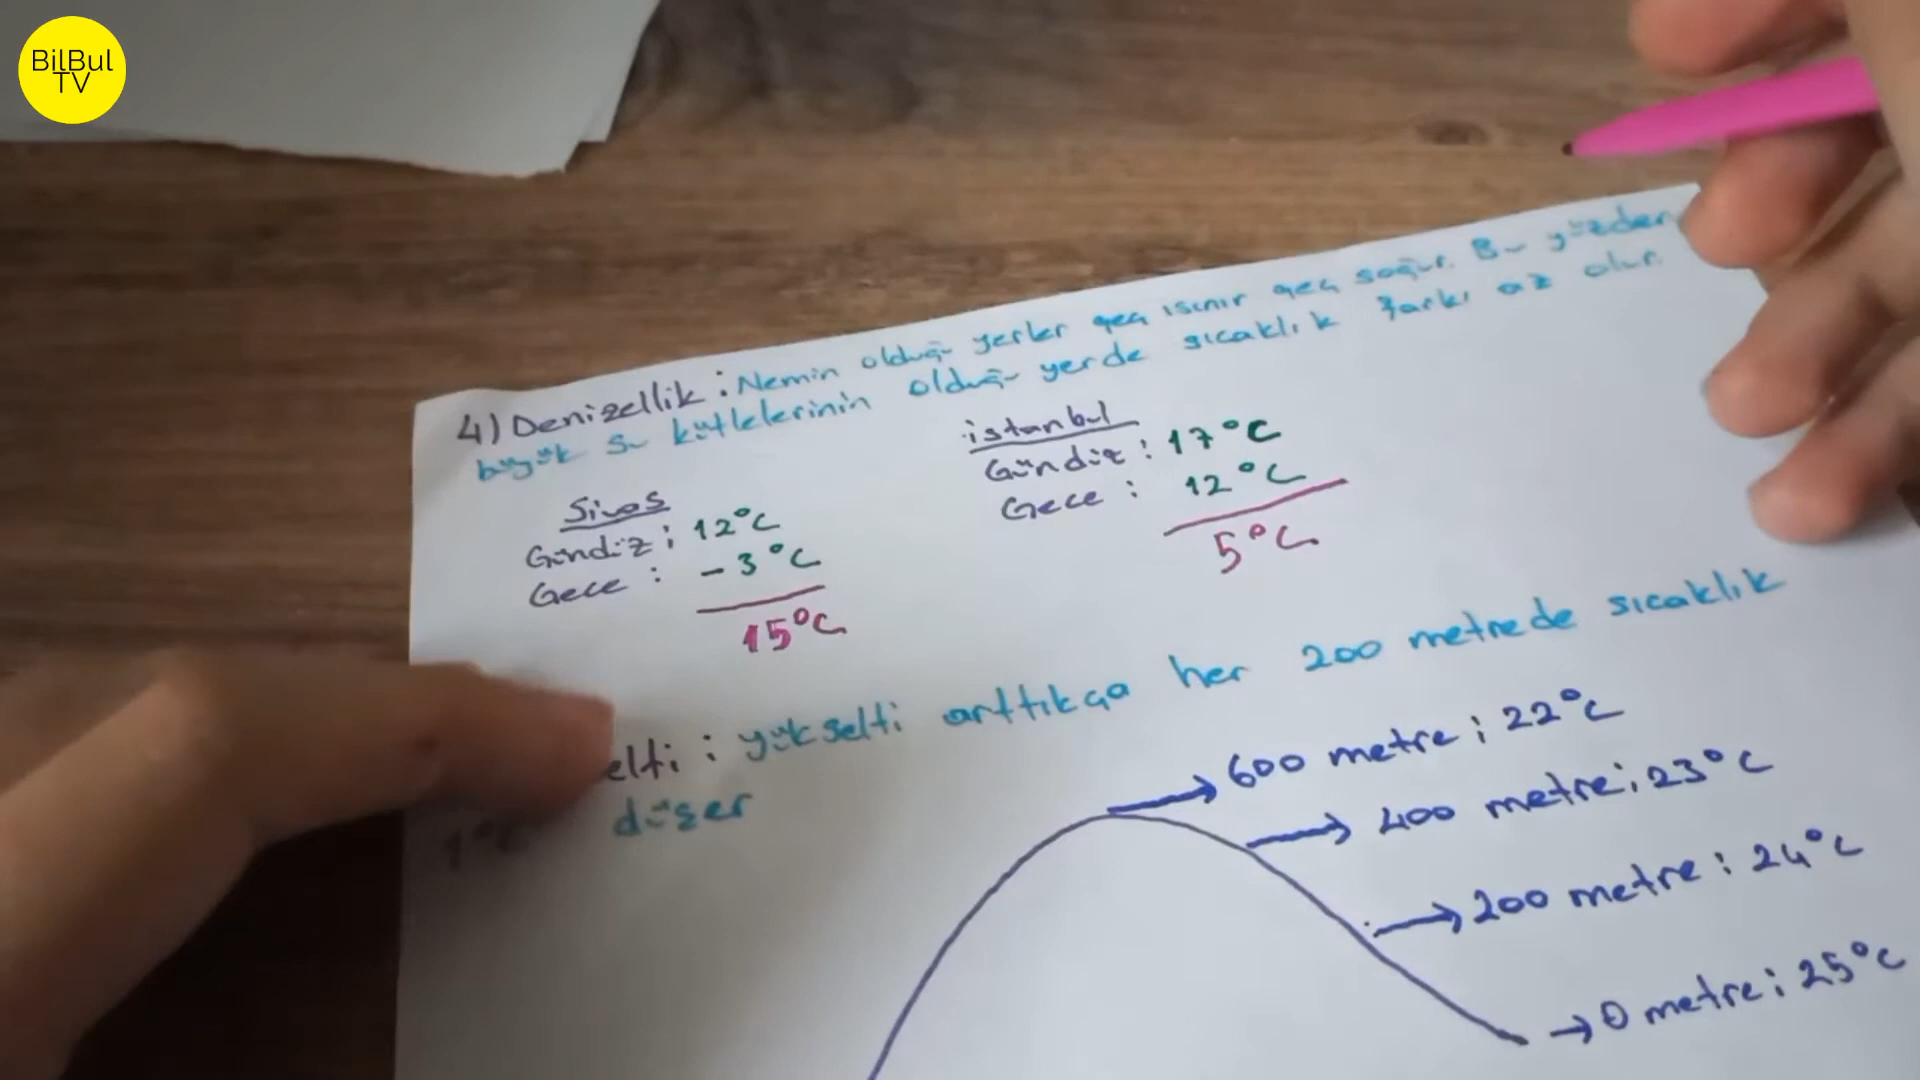 BilBul
TV
4) Denizellik : Nemin olduğu yerler geç ısınır geç soğur. Bu yüzden
büyük su kütlelerinin olduğu yerde sıcaklık farkı az olur.
Sivas
Gündüz : 12°C
Gece : -3°C
15°C
istanbul
Gündüz : 17°C
Gece : 12°C
5°C
elti : yükselti arttıkça her 200 metrede sıcaklık
1°C düşer
600 metre : 22°C
400 metre : 23°C
200 metre : 24°C
0 metre : 25°C